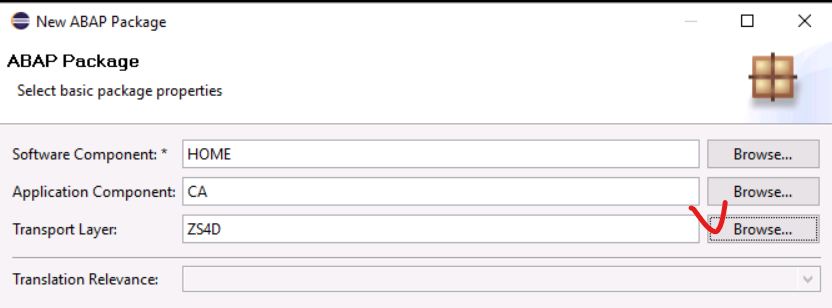 New ABAP Package
ABAP Package
Select basic package properties
Software Component: * HOME Browse...
Application Component: CA Browse...
Transport Layer: ZS4D Browse...
Translation Relevance: